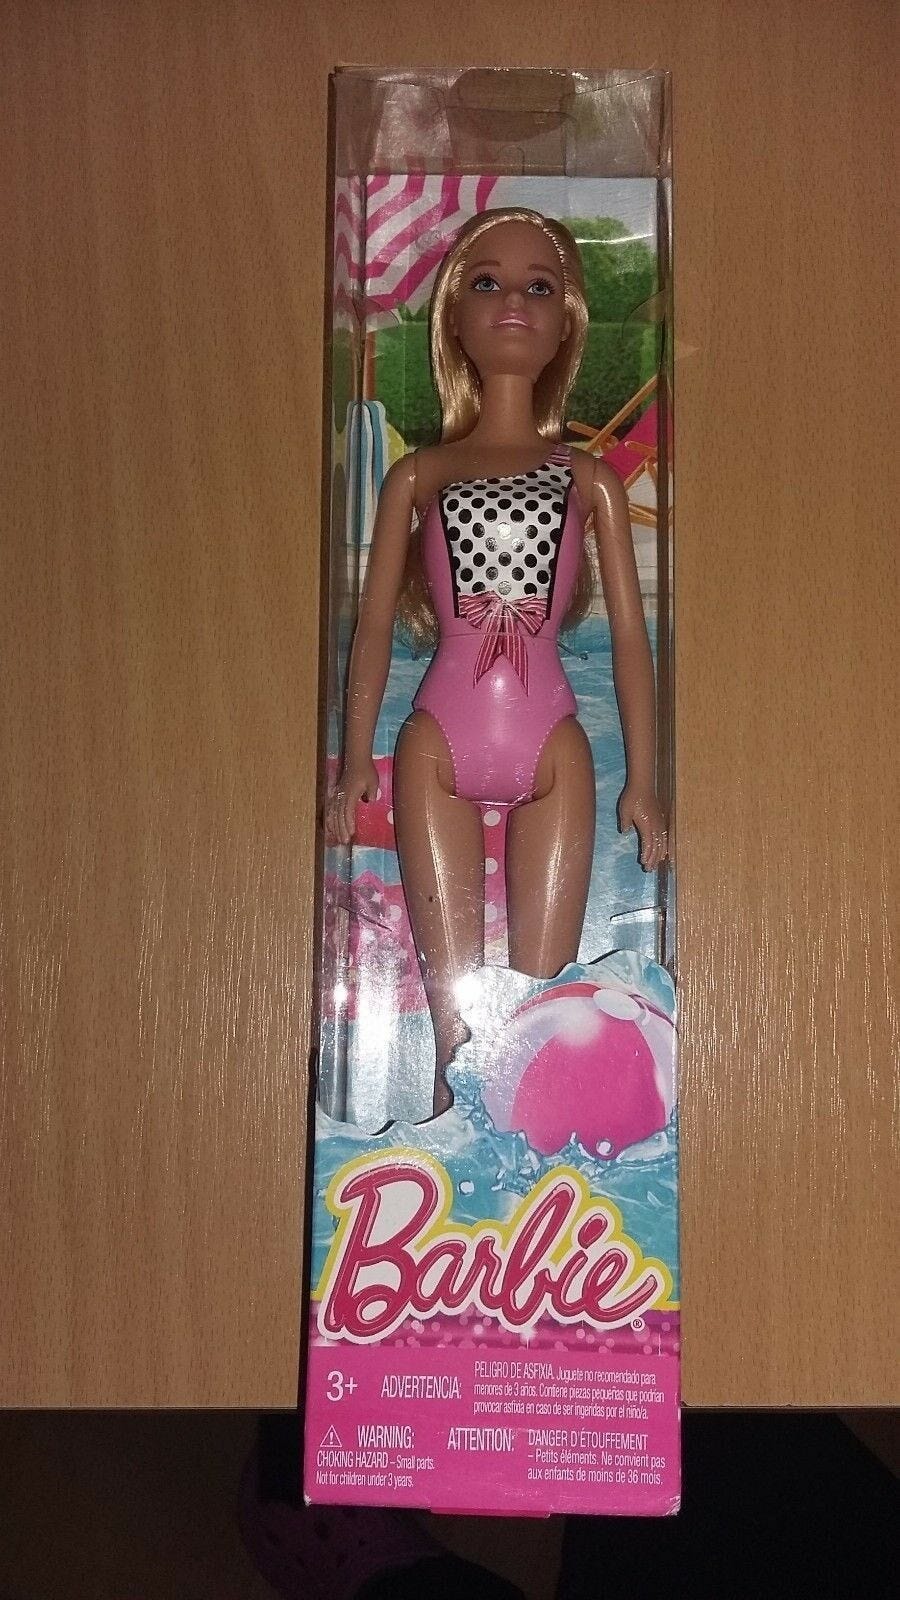 Barbie®
3+ ADVERTENCIA: PELIGRO DE ASFIXIA. Juguete no recomendado para
menores de 3 años. Contiene piezas pequeñas que podrían
provocar asfixia en caso de ser ingeridas por el niño/a.
WARNING:
CHOKING HAZARD – Small parts.
Not for children under 3 years.
ATTENTION: DANGER D'ÉTOUFFEMENT
– Petits éléments. Ne convient pas
aux enfants de moins de 36 mois.